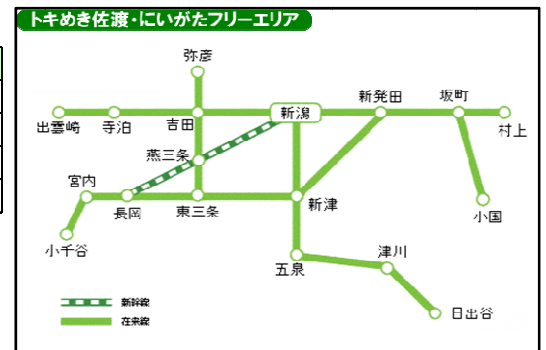 トキめき佐渡・にいがたフリーエリア
弥彦
出雲崎
寺泊
吉田
新潟
新発田
坂町
村上
燕三条
宮内
長岡
東三条
新津
小国
小千谷
五泉
津川
日出谷
新幹線
在来線